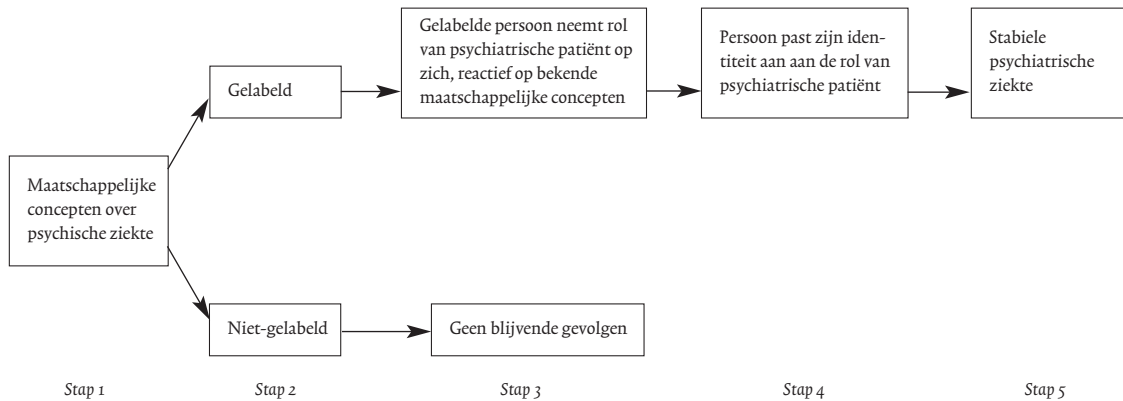 Gelabelde persoon neemt rol
van psychiatrische patiënt op
zich, reactief op bekende
maatschappelijke concepten
Persoon past zijn iden-
titeit aan aan de rol van
psychiatrische patiënt
Stabiele
psychiatrische
ziekte
Gelabeld
Maatschappelijke
concepten over
psychische ziekte
Niet-gelabeld
Geen blijvende gevolgen
Stap 1
Stap 2
Stap 3
Stap 4
Stap 5